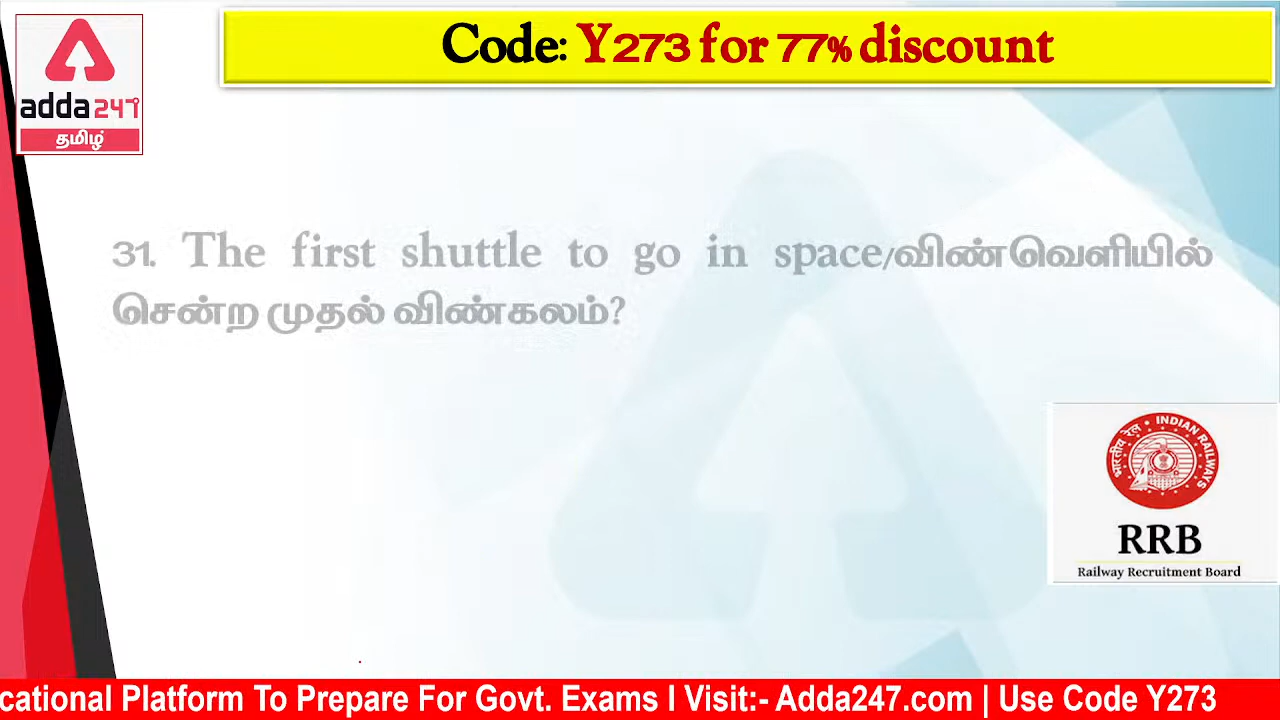 Code: Y273 for 77% discount
adda247
தமிழ்
31. The first shuttle to go in space/விண்வெளியில்
சென்ற முதல் விண்கலம்?
भारतीय रेल • INDIAN RAILWAYS
RRB
Railway Recruitment Board
cational Platform To Prepare For Govt. Exams I Visit:- Adda247.com | Use Code Y273